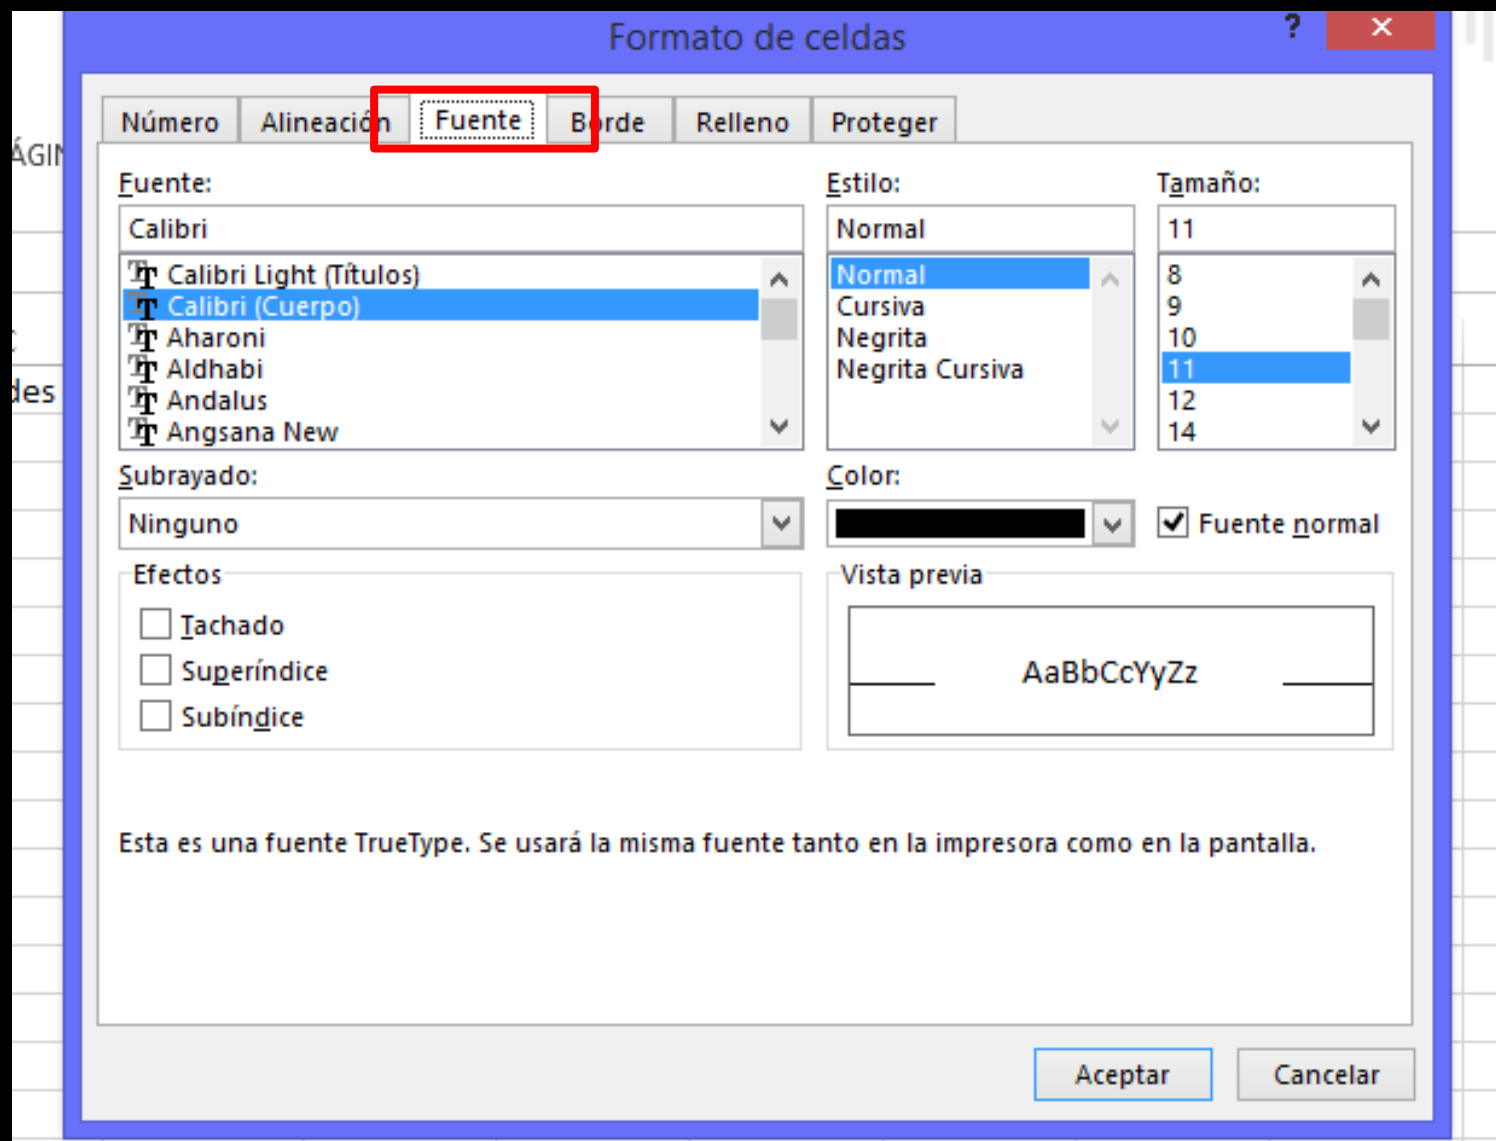 Formato de celdas
?
Número Alineación Fuente Borde Relleno Proteger
ÁGIN
Fuente: Estilo: Tamaño:
Calibri Normal 11
Calibri Light (Títulos) Normal 8
Calibri (Cuerpo) Cursiva 9
Aharoni Negrita 10
Aldhabi Negrita Cursiva 11
des
Andalus 12
Angsana New 14
Subrayado: Color:
Ninguno Fuente normal
Efectos Vista previa
Tachado
Superíndice AaBbCcYyZz
Subíndice
Esta es una fuente TrueType. Se usará la misma fuente tanto en la impresora como en la pantalla.
Aceptar Cancelar